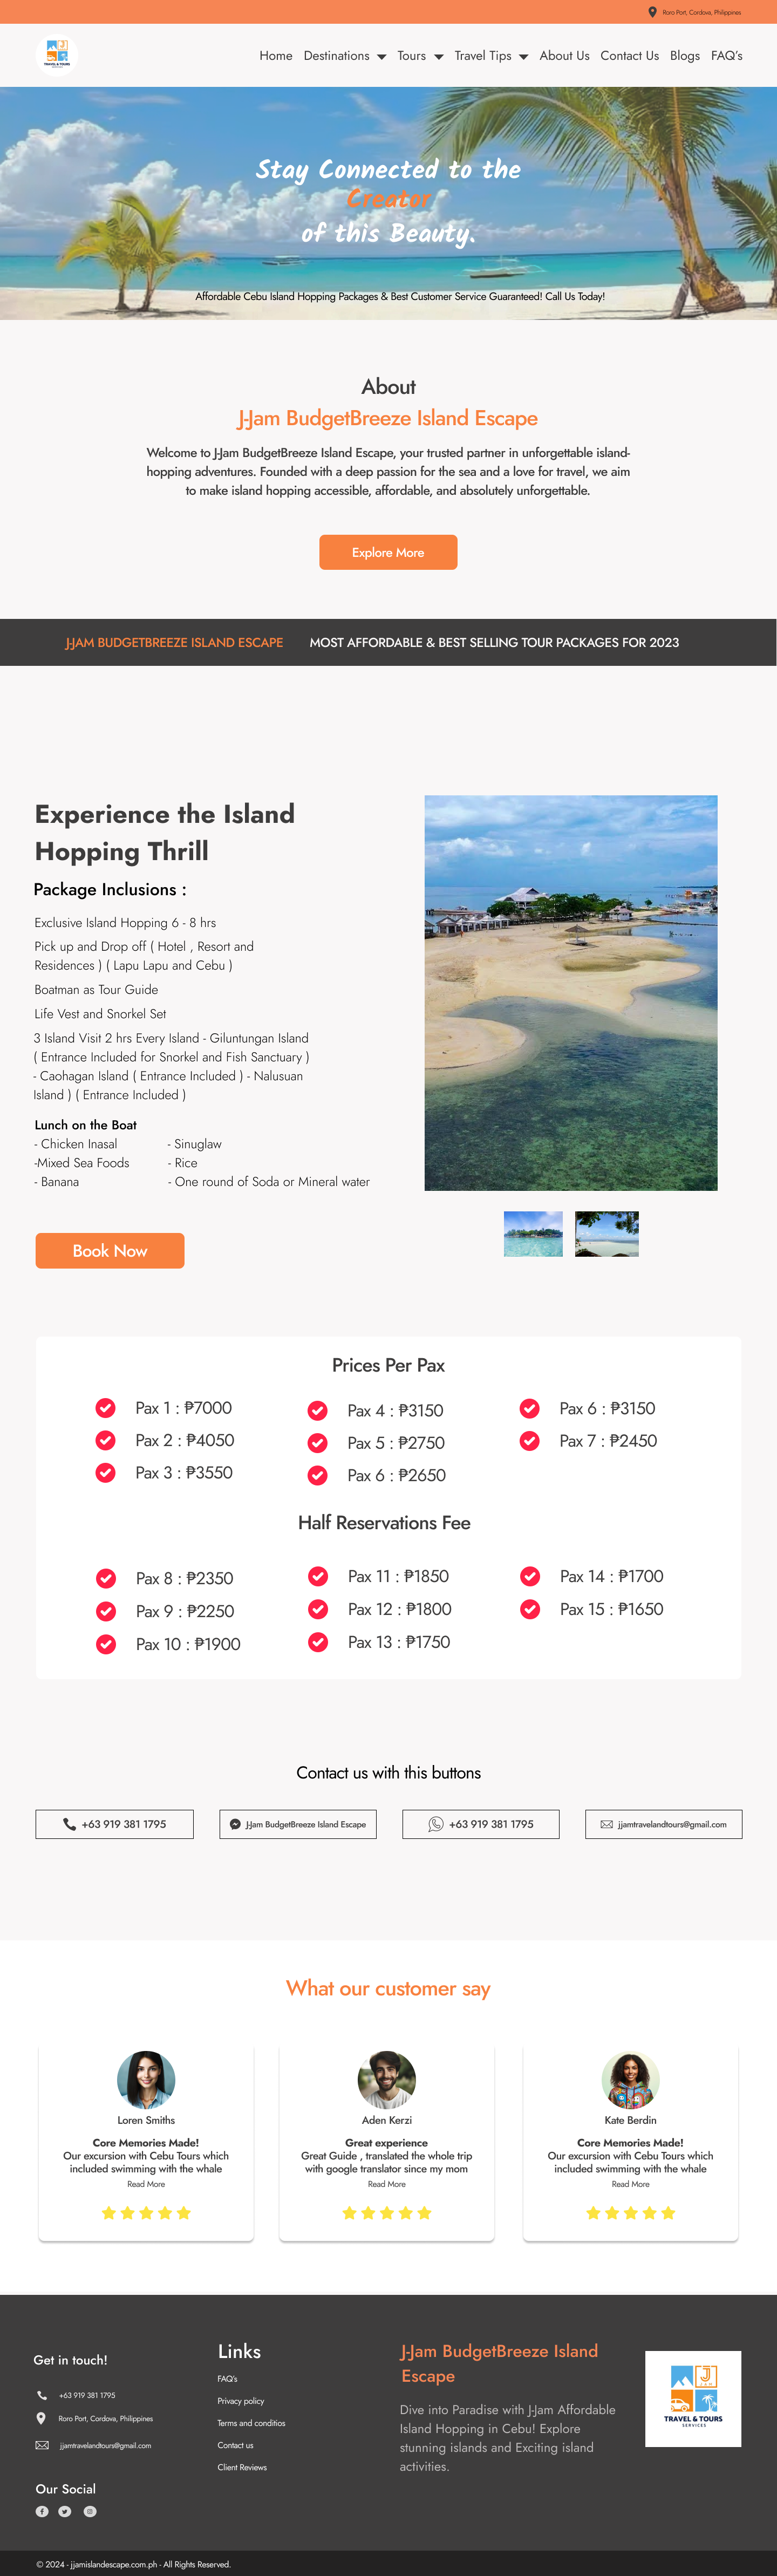 Roro Port, Cordova, Philippines
TRAVEL & TOURS
SERVICES
Home Destinations Tours Travel Tips About Us Contact Us Blogs FAQ's
Stay Connected to the
Creator
of this Beauty.
Affordable Cebu Island Hopping Packages & Best Customer Service Guaranteed! Call Us Today!
About
J-Jam BudgetBreeze Island Escape
Welcome to J-Jam BudgetBreeze Island Escape, your trusted partner in unforgettable island-
hopping adventures. Founded with a deep passion for the sea and a love for travel, we aim
to make island hopping accessible, affordable, and absolutely unforgettable.
Explore More
J-JAM BUDGETBREEZE ISLAND ESCAPE MOST AFFORDABLE & BEST SELLING TOUR PACKAGES FOR 2023
Experience the Island
Hopping Thrill
Package Inclusions :
Exclusive Island Hopping 6 - 8 hrs
Pick up and Drop off ( Hotel , Resort and
Residences ) ( Lapu Lapu and Cebu )
Boatman as Tour Guide
Life Vest and Snorkel Set
3 Island Visit 2 hrs Every Island - Giluntungan Island
( Entrance Included for Snorkel and Fish Sanctuary )
- Caohagan Island ( Entrance Included ) - Nalusuan
Island ) ( Entrance Included )
Lunch on the Boat
- Chicken Inasal - Sinuglaw
-Mixed Sea Foods - Rice
- Banana - One round of Soda or Mineral water
Book Now
Prices Per Pax
Pax 1 : ₱7000
Pax 2 : ₱4050
Pax 3 : ₱3550
Pax 4 : ₱3150
Pax 5 : ₱2750
Pax 6 : ₱2650
Pax 6 : ₱3150
Pax 7 : ₱2450
Half Reservations Fee
Pax 8 : ₱2350
Pax 9 : ₱2250
Pax 10 : ₱1900
Pax 11 : ₱1850
Pax 12 : ₱1800
Pax 13 : ₱1750
Pax 14 : ₱1700
Pax 15 : ₱1650
Contact us with this buttons
+63 919 381 1795
J-Jam BudgetBreeze Island Escape
+63 919 381 1795
jjamtravelandtours@gmail.com
What our customer say
Loren Smiths
Core Memories Made!
Our excursion with Cebu Tours which
included swimming with the whale
Read More
Aden Kerzi
Great experience
Great Guide , translated the whole trip
with google translator since my mom
Read More
Kate Berdin
Core Memories Made!
Our excursion with Cebu Tours which
included swimming with the whale
Read More
Get in touch!
+63 919 381 1795
Roro Port, Cordova, Philippines
jjamtravelandtours@gmail.com
Our Social
Links
FAQ's
Privacy policy
Terms and conditios
Contact us
Client Reviews
J-Jam BudgetBreeze Island
Escape
Dive into Paradise with J-Jam Affordable
Island Hopping in Cebu! Explore
stunning islands and Exciting island
activities.
J
JAM
TRAVEL & TOURS
SERVICES
© 2024 - jjamislandescape.com.ph - All Rights Reserved.